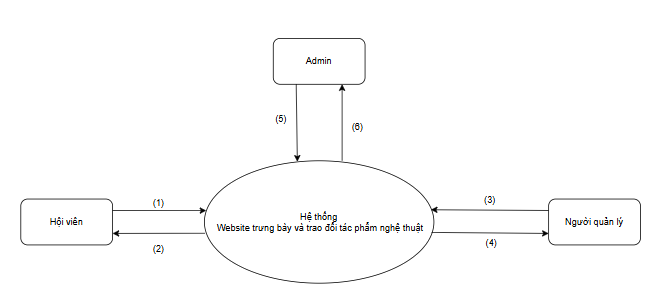 Admin
(5)
(6)
(1)
(3)
Hội viên
Hệ thống
Website trưng bày và trao đổi tác phẩm nghệ thuật
Người quản lý
(2)
(4)